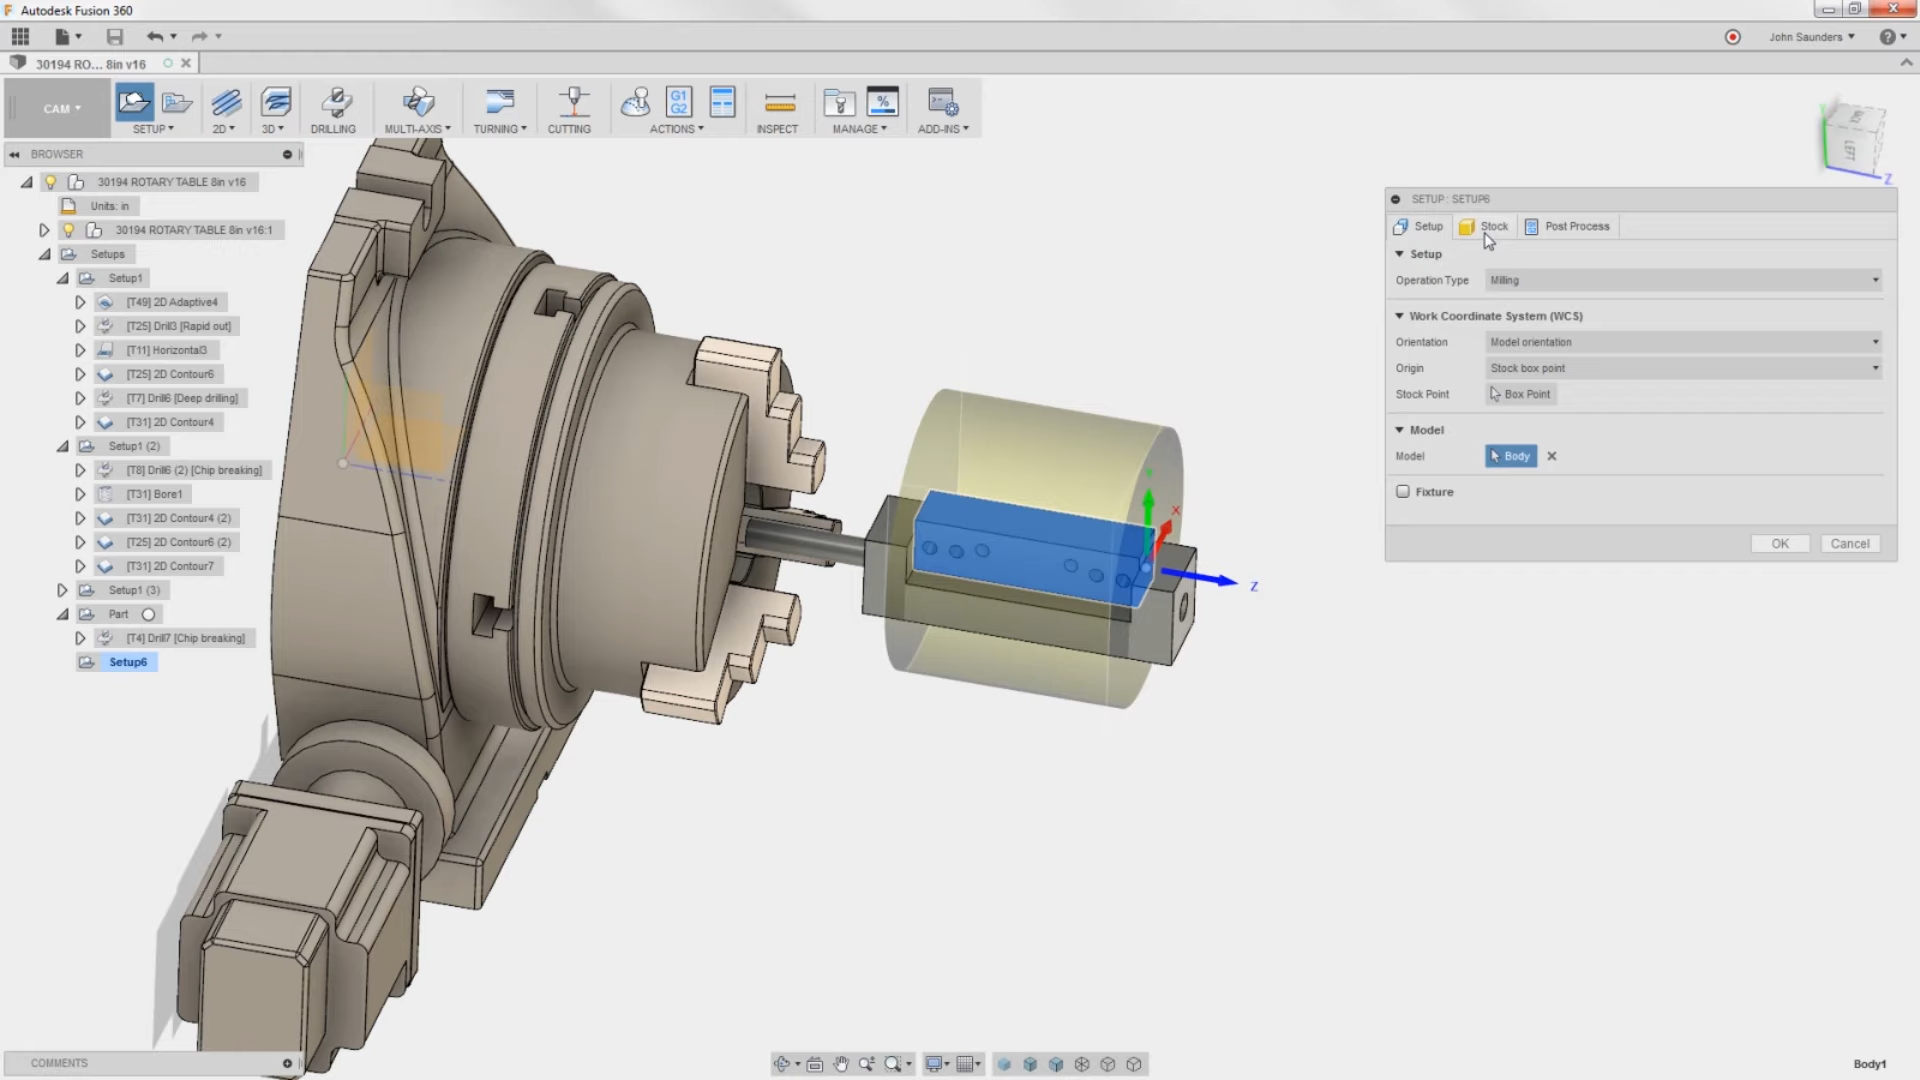 Autodesk Fusion 360
John Saunders
30194 RO... 8in v16
CAM
SETUP
2D
3D
DRILLING
MULTI-AXIS
TURNING
CUTTING
G1
G2
ACTIONS
INSPECT
%
MANAGE
ADD-INS
BROWSER
30194 ROTARY TABLE 8in v16
Units: in
30194 ROTARY TABLE 8in v16:1
Setups
Setup1
[T49] 2D Adaptive4
[T25] Drill3 [Rapid out]
[T11] Horizontal3
[T25] 2D Contour6
[T7] Drill6 [Deep drilling]
[T31] 2D Contour4
Setup1 (2)
[T8] Drill6 (2) [Chip breaking]
[T31] Bore1
[T31] 2D Contour4 (2)
[T25] 2D Contour6 (2)
[T31] 2D Contour7
Setup1 (3)
Part
[T4] Drill7 [Chip breaking]
Setup6
LEFT
Z
Y
X
Z
SETUP : SETUP6
Setup
Stock
Post Process
Setup
Operation Type
Milling
Work Coordinate System (WCS)
Orientation
Model orientation
Origin
Stock box point
Stock Point
Box Point
Model
Model
Body
Fixture
OK
Cancel
COMMENTS
Body1